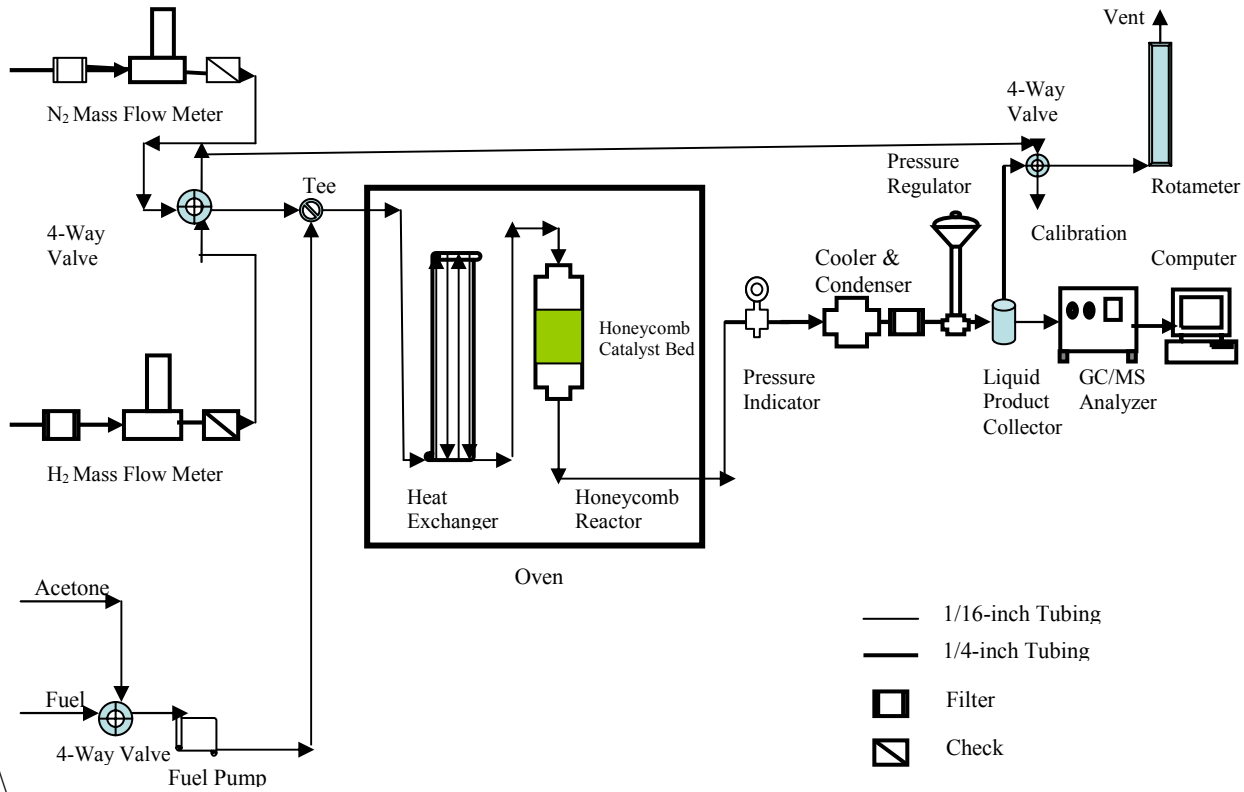 Vent
N2 Mass Flow Meter
4-Way
Valve
Pressure
Regulator
Tee
Rotameter
4-Way
Valve
Calibration
Cooler &
Condenser
Computer
Honeycomb
Catalyst Bed
Pressure
Indicator
Liquid
Product
Collector
GC/MS
Analyzer
H2 Mass Flow Meter
Heat
Exchanger
Honeycomb
Reactor
Oven
Acetone
1/16-inch Tubing
1/4-inch Tubing
Fuel
Filter
4-Way Valve
Check
Fuel Pump